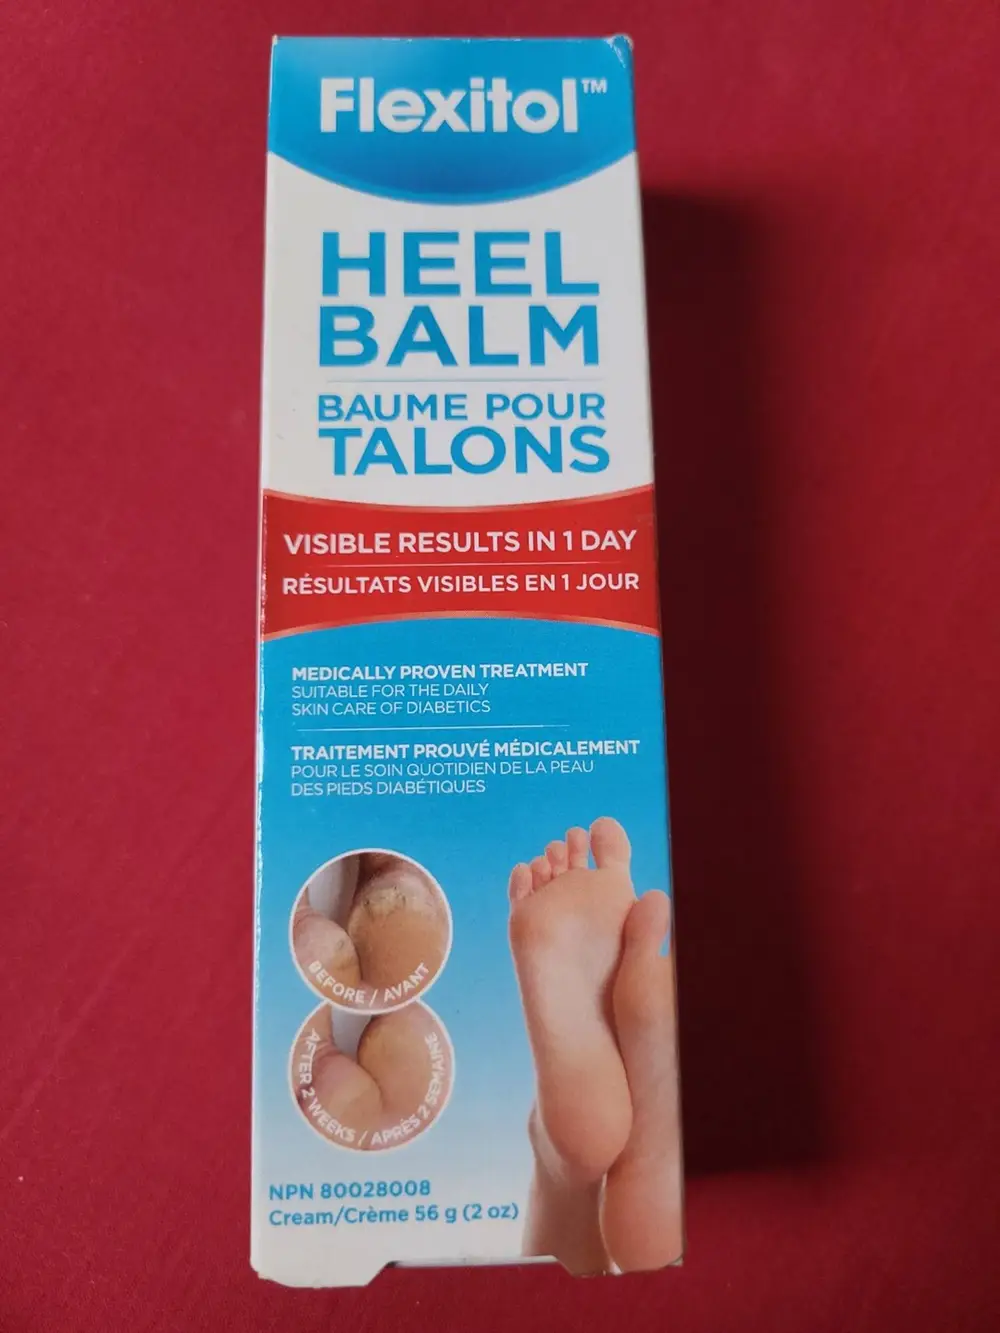 Flexitol™
HEEL
BALM
BAUME POUR
TALONS
VISIBLE RESULTS IN 1 DAY
RÉSULTATS VISIBLES EN 1 JOUR
MEDICALLY PROVEN TREATMENT
SUITABLE FOR THE DAILY
SKIN CARE OF DIABETICS
TRAITEMENT PROUVÉ MÉDICALEMENT
POUR LE SOIN QUOTIDIEN DE LA PEAU
DES PIEDS DIABÉTIQUES
BEFORE / AVANT
AFTER 2 WEEKS / APRÈS 2 SEMAINE
NPN 80028008
Cream/Crème 56 g (2 oz)